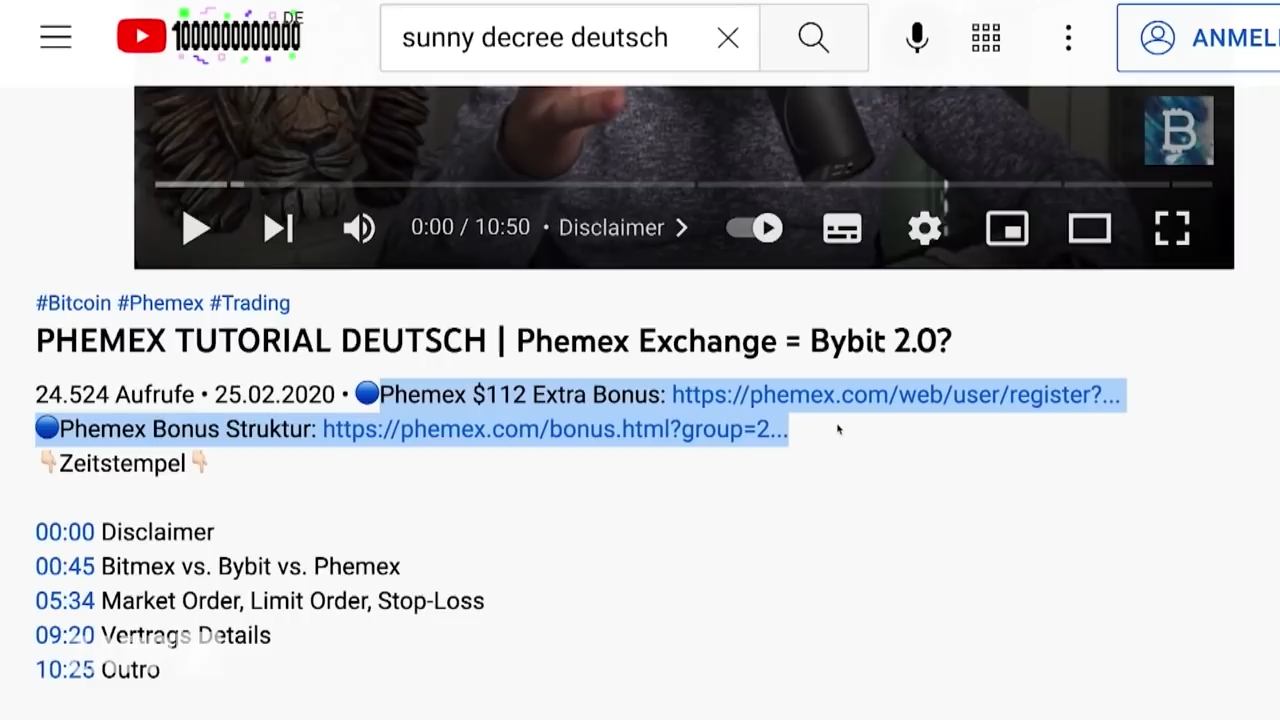 DE
1000000000000
sunny decree deutsch
ANMEL
B
0:00 / 10:50 • Disclaimer
#Bitcoin #Phemex #Trading
PHEMEX TUTORIAL DEUTSCH | Phemex Exchange = Bybit 2.0?
24.524 Aufrufe • 25.02.2020 • 🔵Phemex $112 Extra Bonus: https://phemex.com/web/user/register?...
🔵Phemex Bonus Struktur: https://phemex.com/bonus.html?group=2...
👇🏻Zeitstempel👇🏻
00:00 Disclaimer
00:45 Bitmex vs. Bybit vs. Phemex
05:34 Market Order, Limit Order, Stop-Loss
09:20 Vertrags Details
10:25 Outro